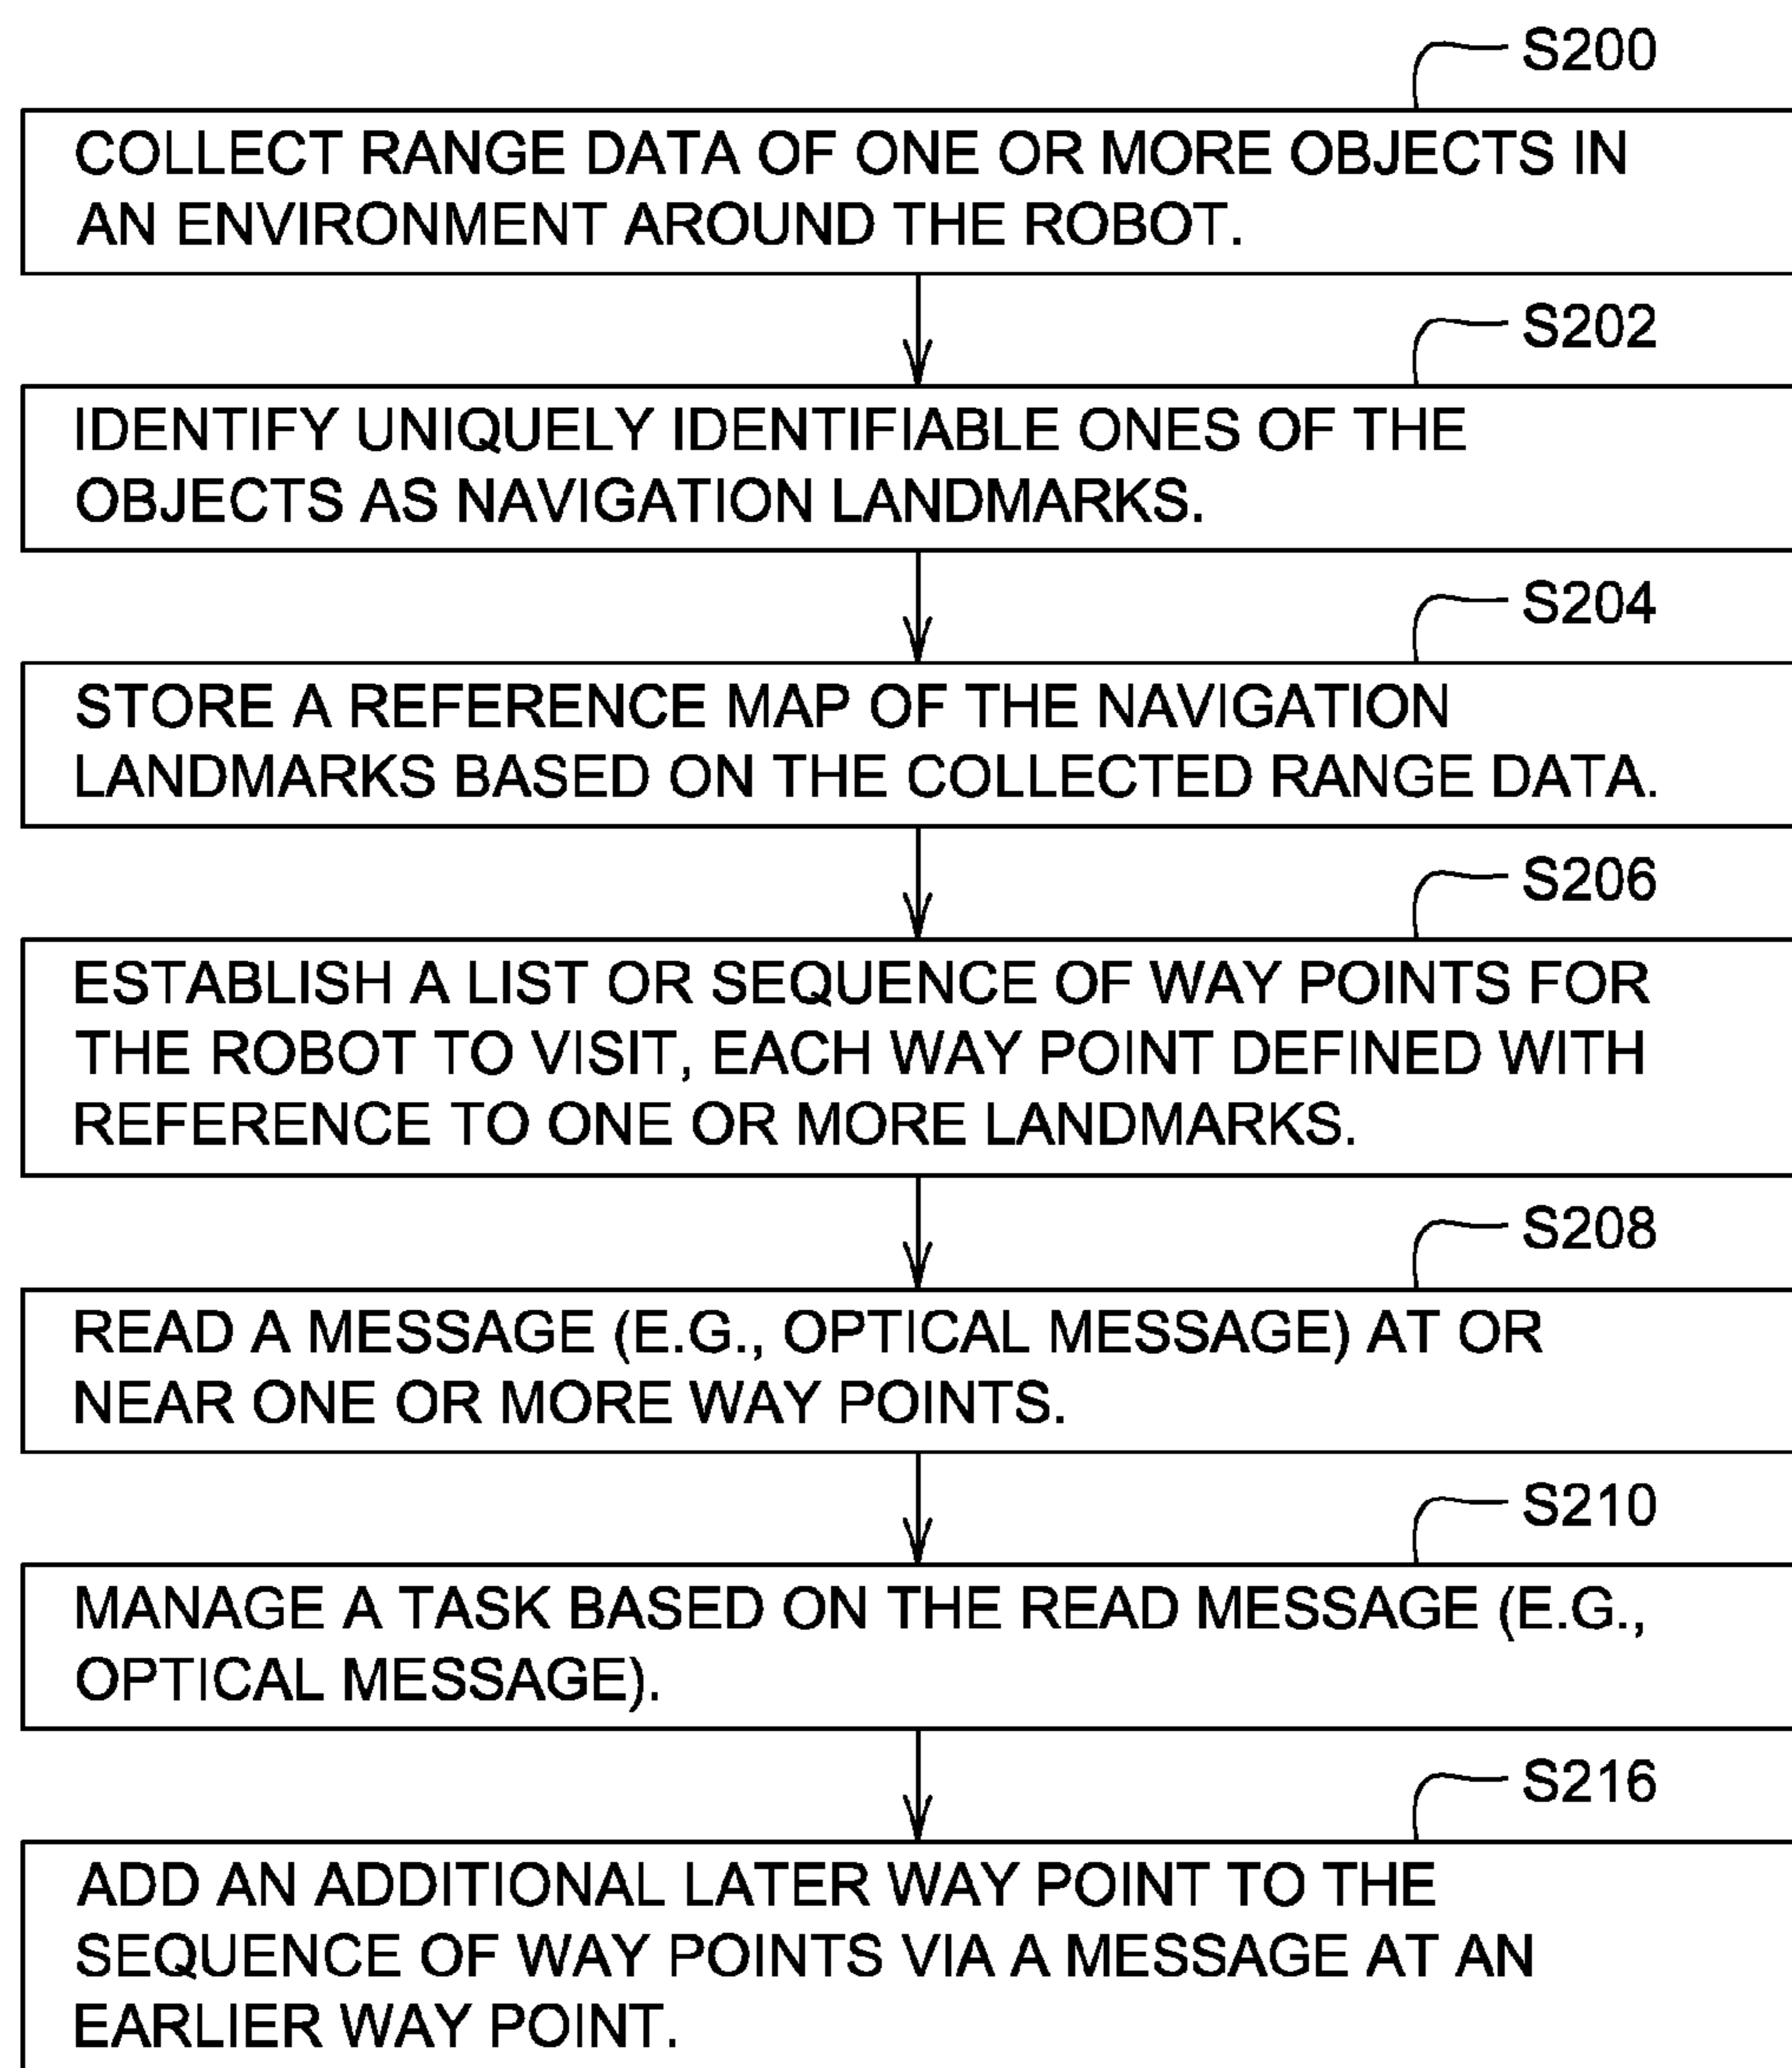 S200
COLLECT RANGE DATA OF ONE OR MORE OBJECTS IN
AN ENVIRONMENT AROUND THE ROBOT.
S202
IDENTIFY UNIQUELY IDENTIFIABLE ONES OF THE
OBJECTS AS NAVIGATION LANDMARKS.
S204
STORE A REFERENCE MAP OF THE NAVIGATION
LANDMARKS BASED ON THE COLLECTED RANGE DATA.
S206
ESTABLISH A LIST OR SEQUENCE OF WAY POINTS FOR
THE ROBOT TO VISIT, EACH WAY POINT DEFINED WITH
REFERENCE TO ONE OR MORE LANDMARKS.
S208
READ A MESSAGE (E.G., OPTICAL MESSAGE) AT OR
NEAR ONE OR MORE WAY POINTS.
S210
MANAGE A TASK BASED ON THE READ MESSAGE (E.G.,
OPTICAL MESSAGE).
S216
ADD AN ADDITIONAL LATER WAY POINT TO THE
SEQUENCE OF WAY POINTS VIA A MESSAGE AT AN
EARLIER WAY POINT.